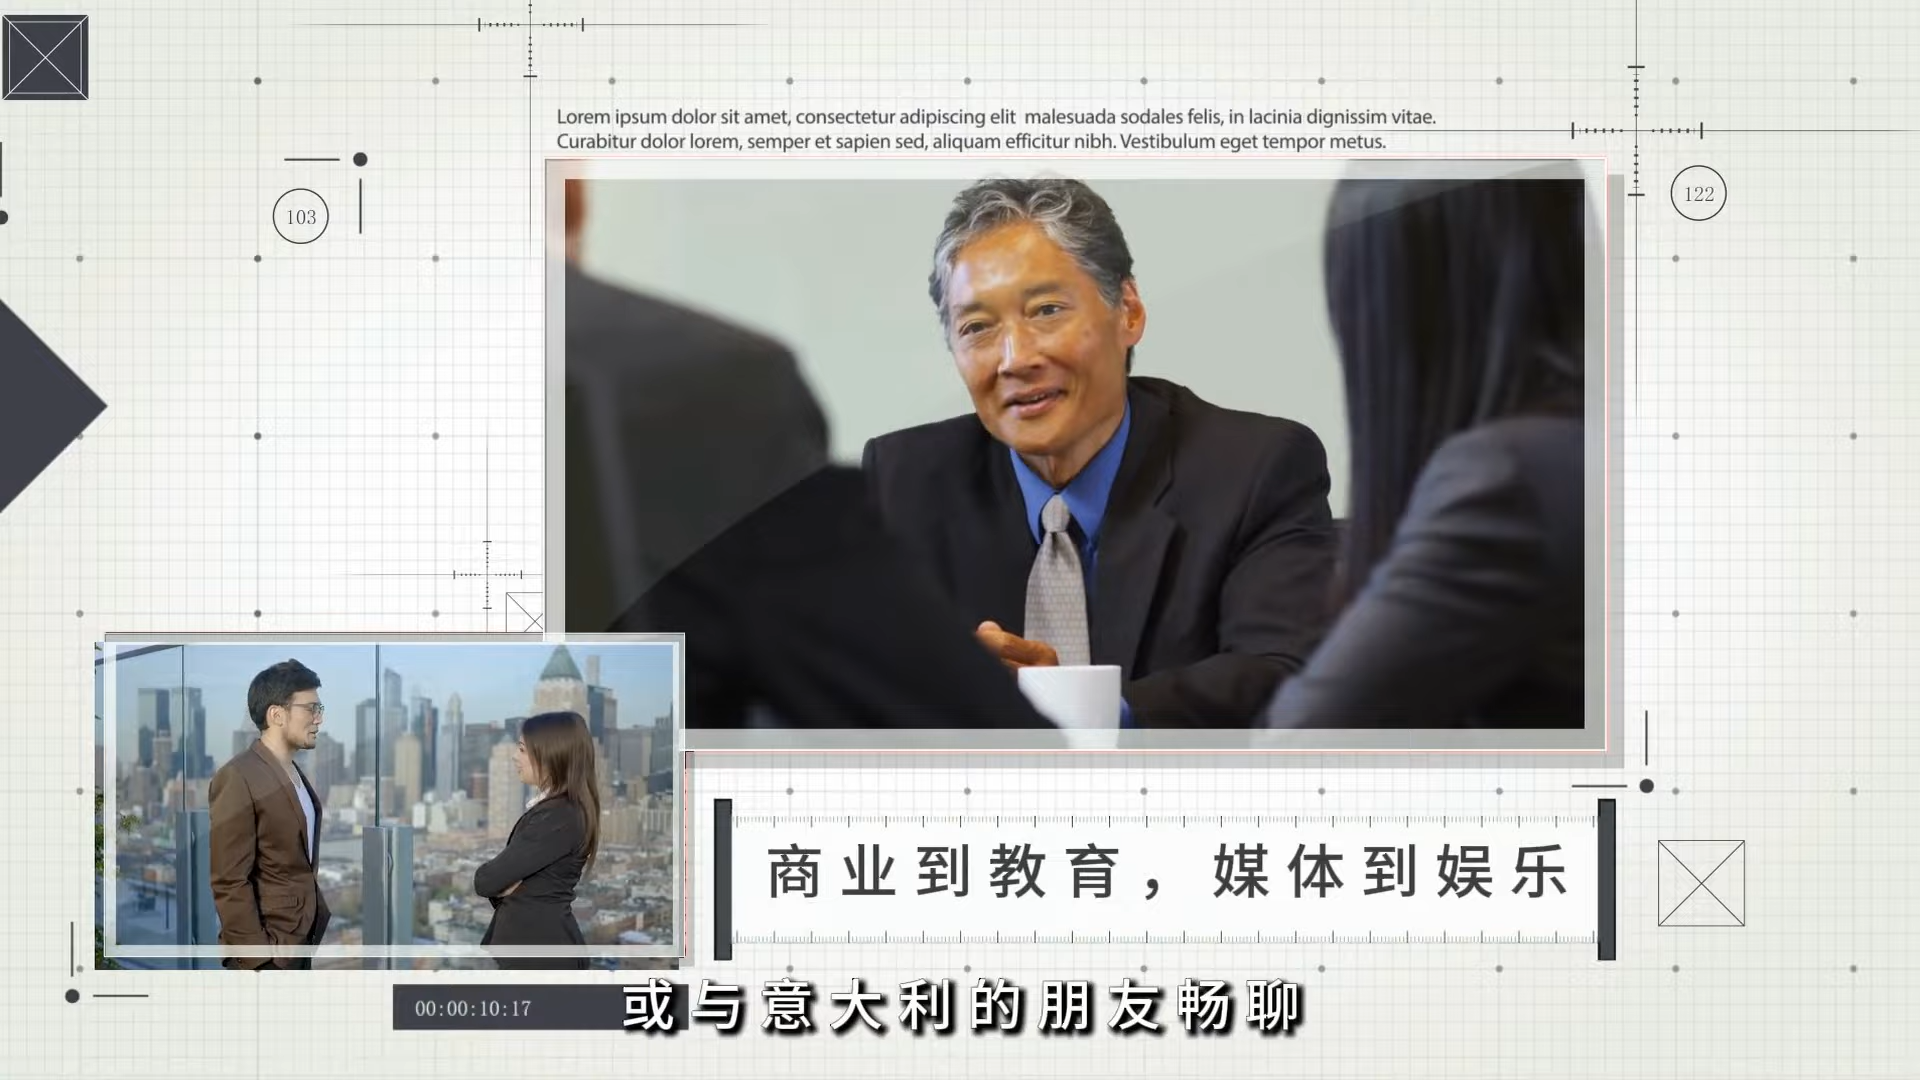 Lorem ipsum dolor sit amet, consectetur adipiscing elit  malesuada sodales felis, in lacinia dignissim vitae.
Curabitur dolor lorem, semper et sapien sed, aliquam efficitur nibh. Vestibulum eget tempor metus.
103
122
商业到教育，媒体到娱乐
00:00:10:17
或与意大利的朋友畅聊